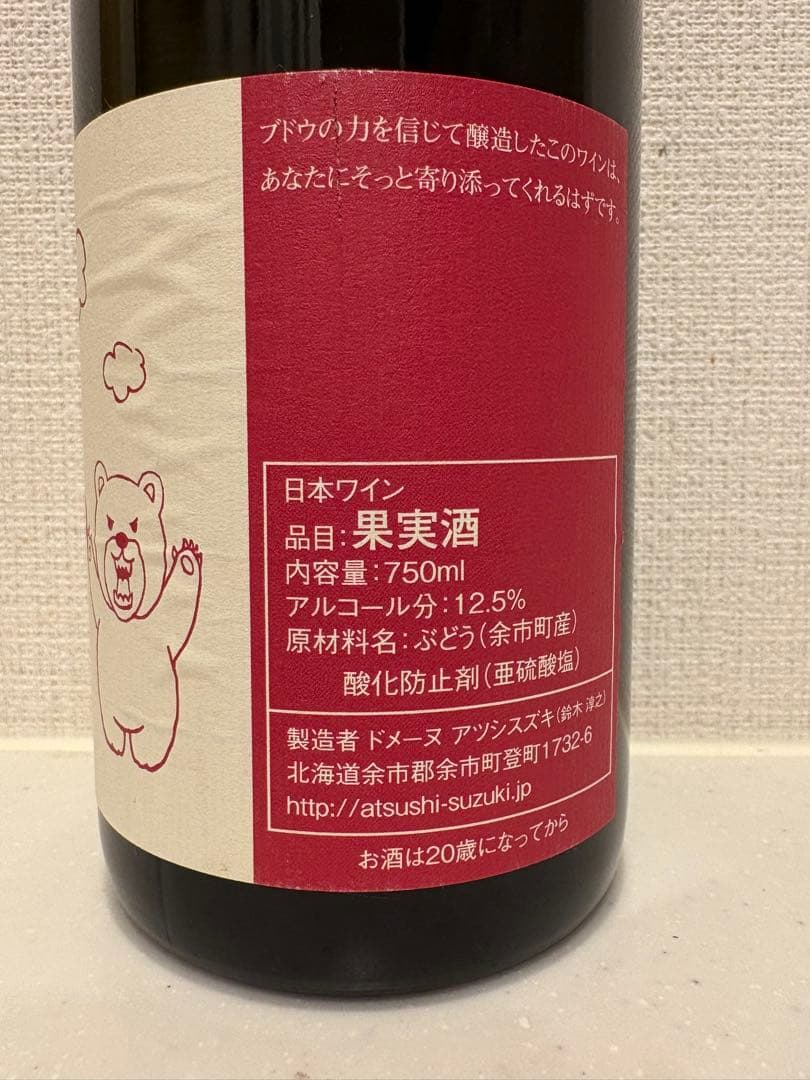 ブドウの力を信じて醸造したこのワインは、
あなたにそっと寄り添ってくれるはずです。
日本ワイン
品目：果実酒
内容量：750ml
アルコール分：12.5%
原材料名：ぶどう（余市町産）
酸化防止剤（亜硫酸塩）
製造者 ドメーヌ アツシスズキ（鈴木 淳之）
北海道余市郡余市町登町1732-6
http://atsushi-suzuki.jp
お酒は20歳になってから